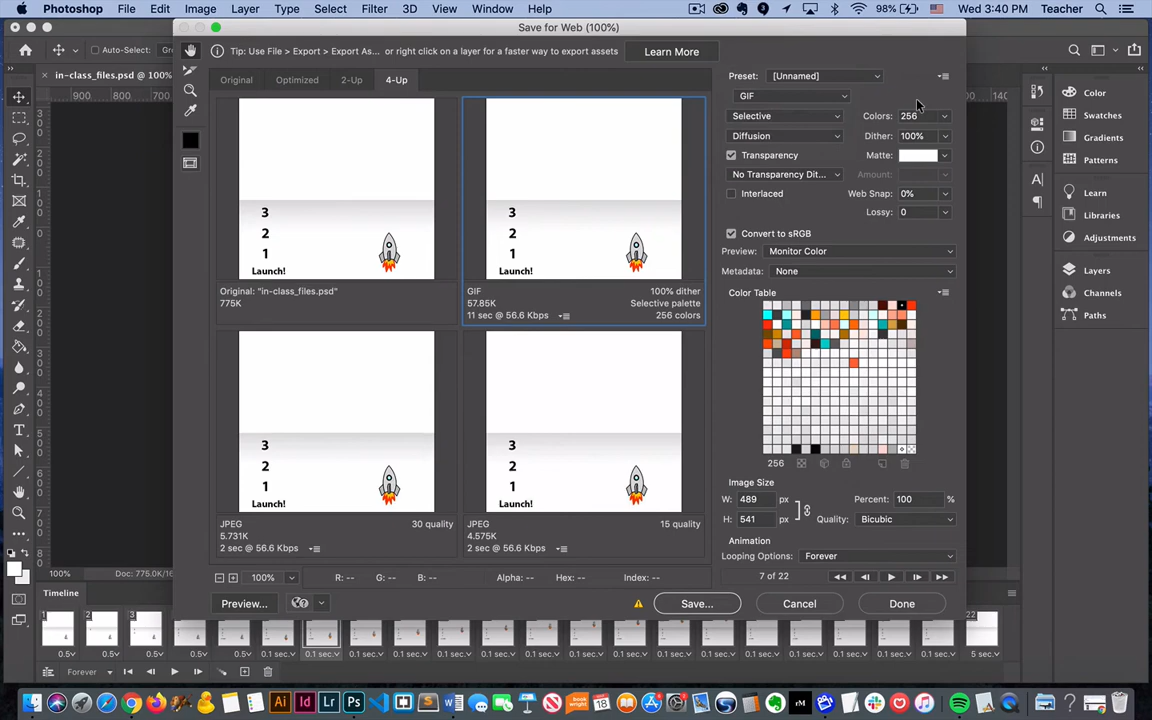 Photoshop File Edit Image Layer Type Select Filter 3D View Window Help 98% Wed 3:40 PM Teacher
Save for Web (100%)
Auto-Select:
Tip: Use File > Export > Export As... or right click on a layer for a faster way to export assets
Learn More
in-class_files.psd @ 100%
Original
Optimized
2-Up
4-Up
900 800 700
1000 1100 1
3
2
1
Launch!
Original: "in-class_files.psd"
775K
3
2
1
Launch!
GIF
57.85K
11 sec @ 56.6 Kbps
100% dither
Selective palette
256 colors
3
2
1
Launch!
JPEG
5.731K
2 sec @ 56.6 Kbps
30 quality
3
2
1
Launch!
JPEG
4.575K
2 sec @ 56.6 Kbps
15 quality
Preset: [Unnamed]
GIF
Selective
Colors: 256
Diffusion
Dither: 100%
Transparency
Matte:
No Transparency Dit...
Amount:
Interlaced
Web Snap: 0%
Lossy: 0
Convert to sRGB
Preview: Monitor Color
Metadata: None
Color Table
256
Image Size
W: 489 px
H: 541 px
Percent: 100 %
Quality: Bicubic
Animation
Looping Options: Forever
7 of 22
100%
R: -- G: -- B: -- Alpha: -- Hex: -- Index: --
Preview...
Save...
Cancel
Done
Color
Swatches
Gradients
Patterns
Learn
Libraries
Adjustments
Layers
Channels
Paths
100%
Doc: 775.0K/1
Timeline
1 2 3 22
0.5 0.5 0.5 0.1 sec. 0.1 sec. 0.1 sec. 0.1 sec. 0.1 sec. 0.1 sec. 0.1 sec. 0.1 sec. 0.1 sec. 0.1 sec. 0.1 sec. 0.1 sec. 5 sec.
Forever